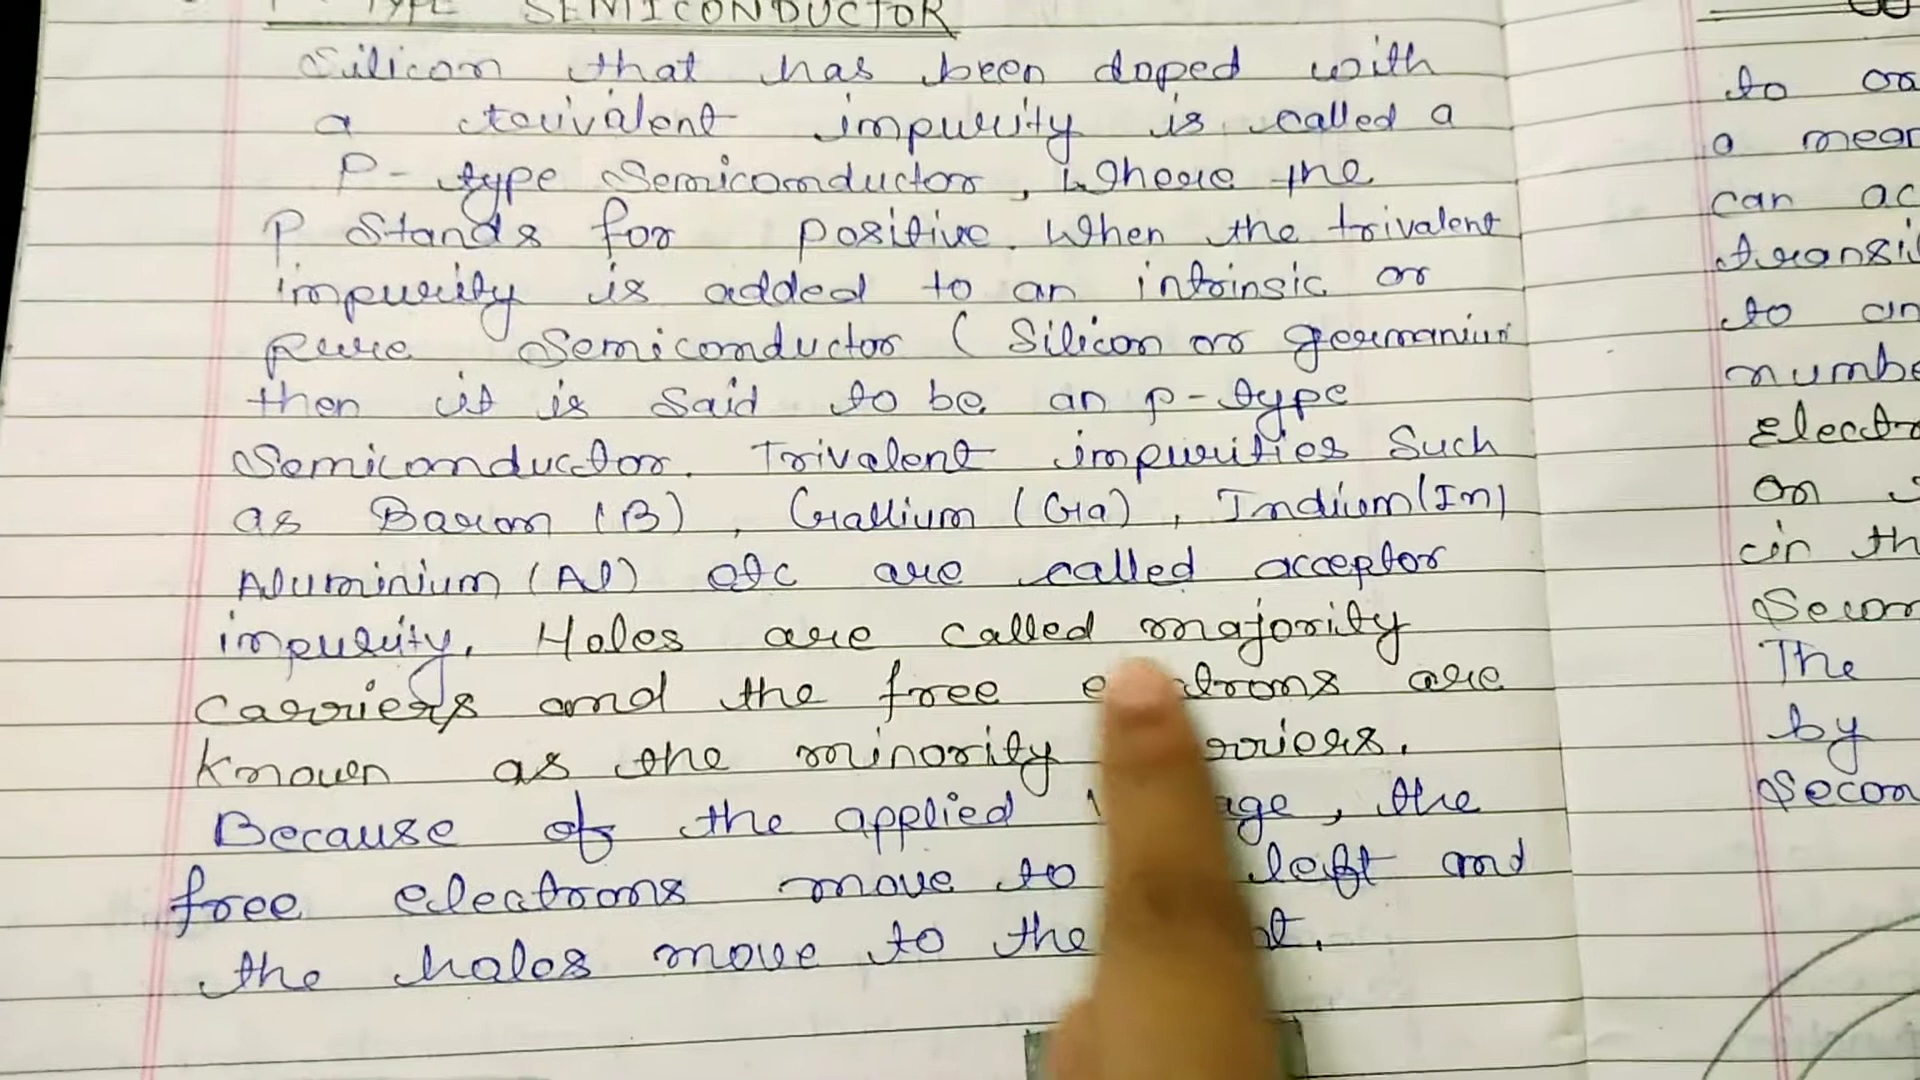 P TYPE SEMICONDUCTOR
Silicon that has been doped with
a trivalent impurity is called a
P-type semiconductor, Where the
P Stands for positive. When the trivalent
impurity is added to an intrinsic or
pure Semiconductor (Silicon or germanium
then it is said to be an p-type
Semiconductor. Trivalent impurities Such
as Baron (B), Gallium (Ga), Indium (In)
Aluminium (Al) etc are called acceptor
impurity. Holes are called majority
carriers and the free are
known as the minority
Because of the applied , the
free electrons move to left and
the holes move to the
to
a
can
to
on
The
by